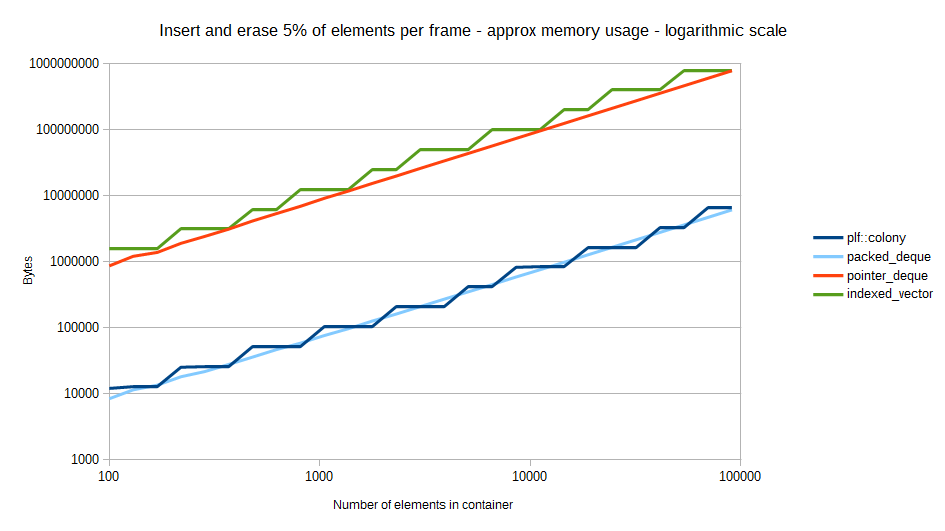 Insert and erase 5% of elements per frame - approx memory usage - logarithmic scale
1000000000
100000000
10000000
1000000
100000
10000
1000
Bytes
100
1000
10000
100000
Number of elements in container
plf::colony
packed_deque
pointer_deque
indexed_vector